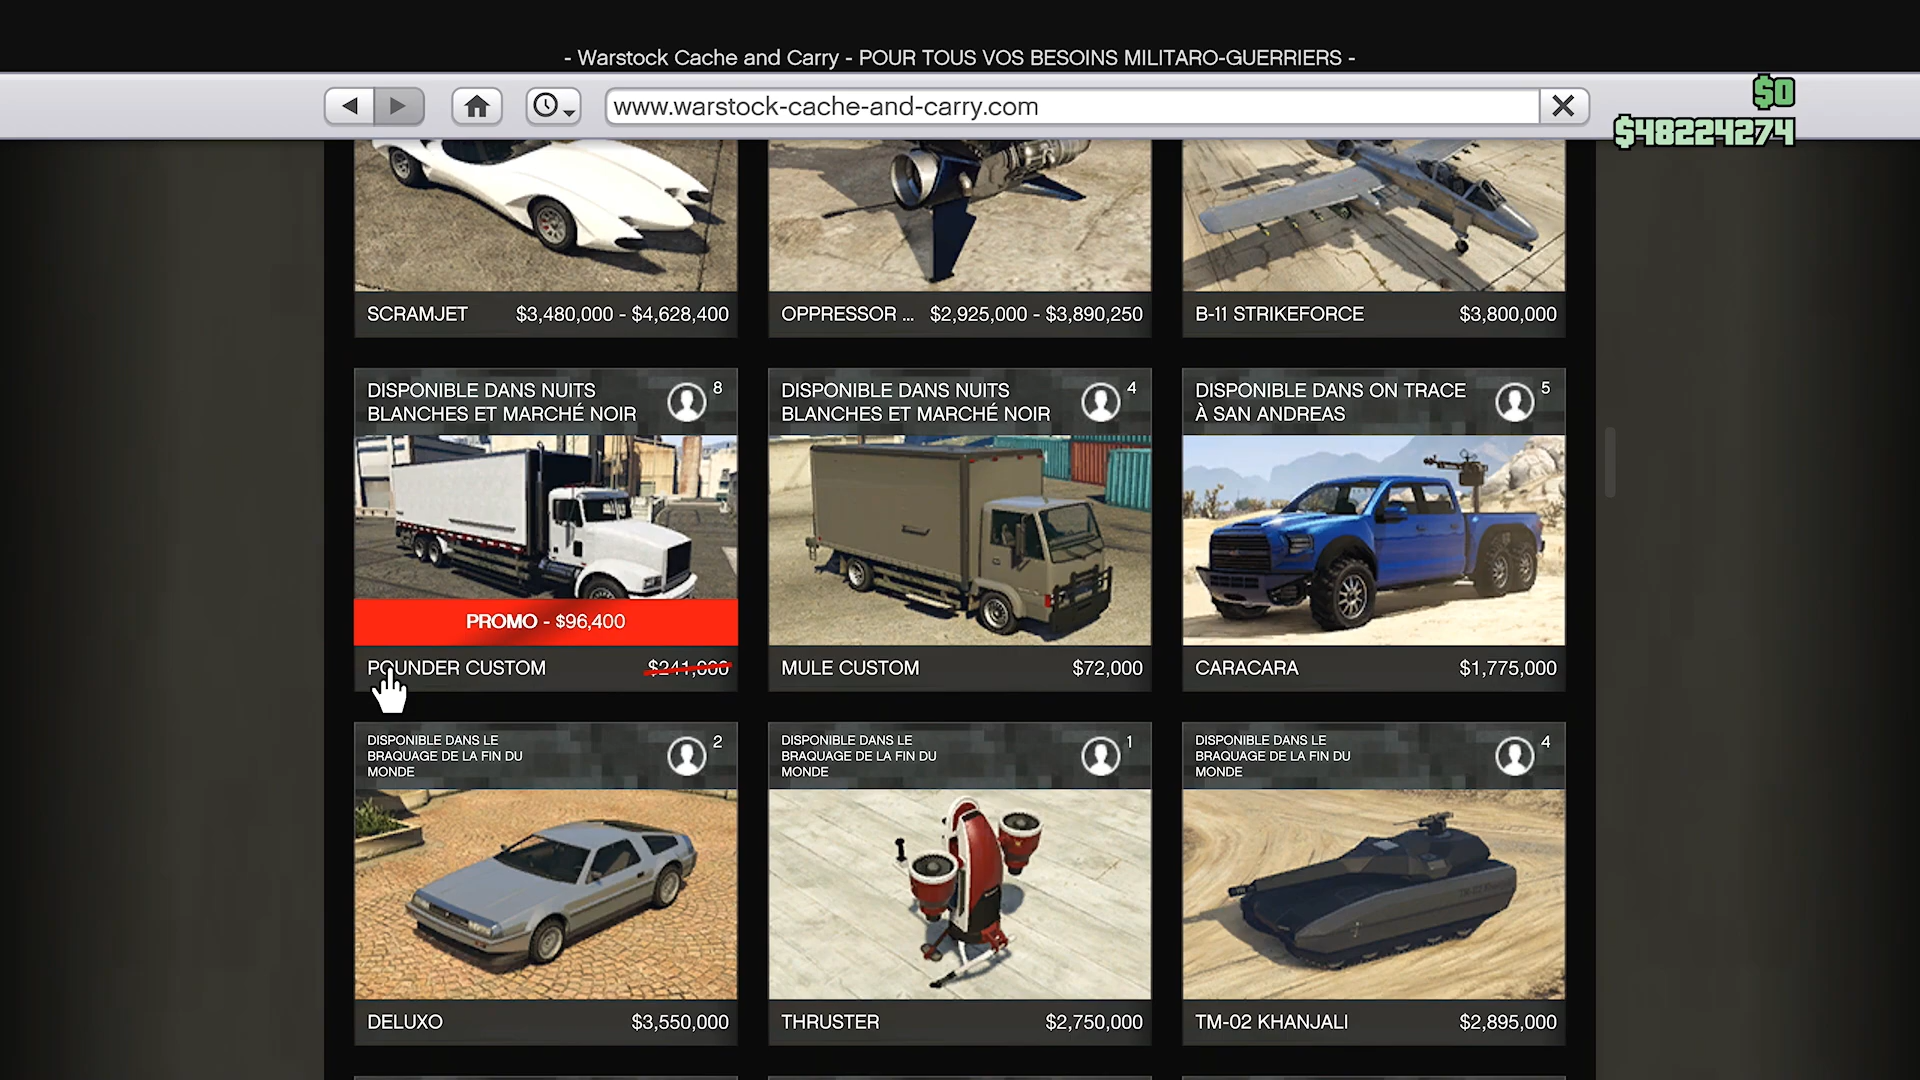 - Warstock Cache and Carry - POUR TOUS VOS BESOINS MILITARO-GUERRIERS -
www.warstock-cache-and-carry.com
$0
$48224274
SCRAMJET $3,480,000 - $4,628,400
OPPRESSOR ... $2,925,000 - $3,890,250
B-11 STRIKEFORCE $3,800,000
DISPONIBLE DANS NUITS
BLANCHES ET MARCHÉ NOIR
8
PROMO - $96,400
POUNDER CUSTOM $241,000
DISPONIBLE DANS NUITS
BLANCHES ET MARCHÉ NOIR
4
MULE CUSTOM $72,000
DISPONIBLE DANS ON TRACE
À SAN ANDREAS
5
CARACARA $1,775,000
DISPONIBLE DANS LE
BRAQUAGE DE LA FIN DU
MONDE
2
DELUXO $3,550,000
DISPONIBLE DANS LE
BRAQUAGE DE LA FIN DU
MONDE
1
THRUSTER $2,750,000
DISPONIBLE DANS LE
BRAQUAGE DE LA FIN DU
MONDE
4
TM-02 KHANJALI $2,895,000